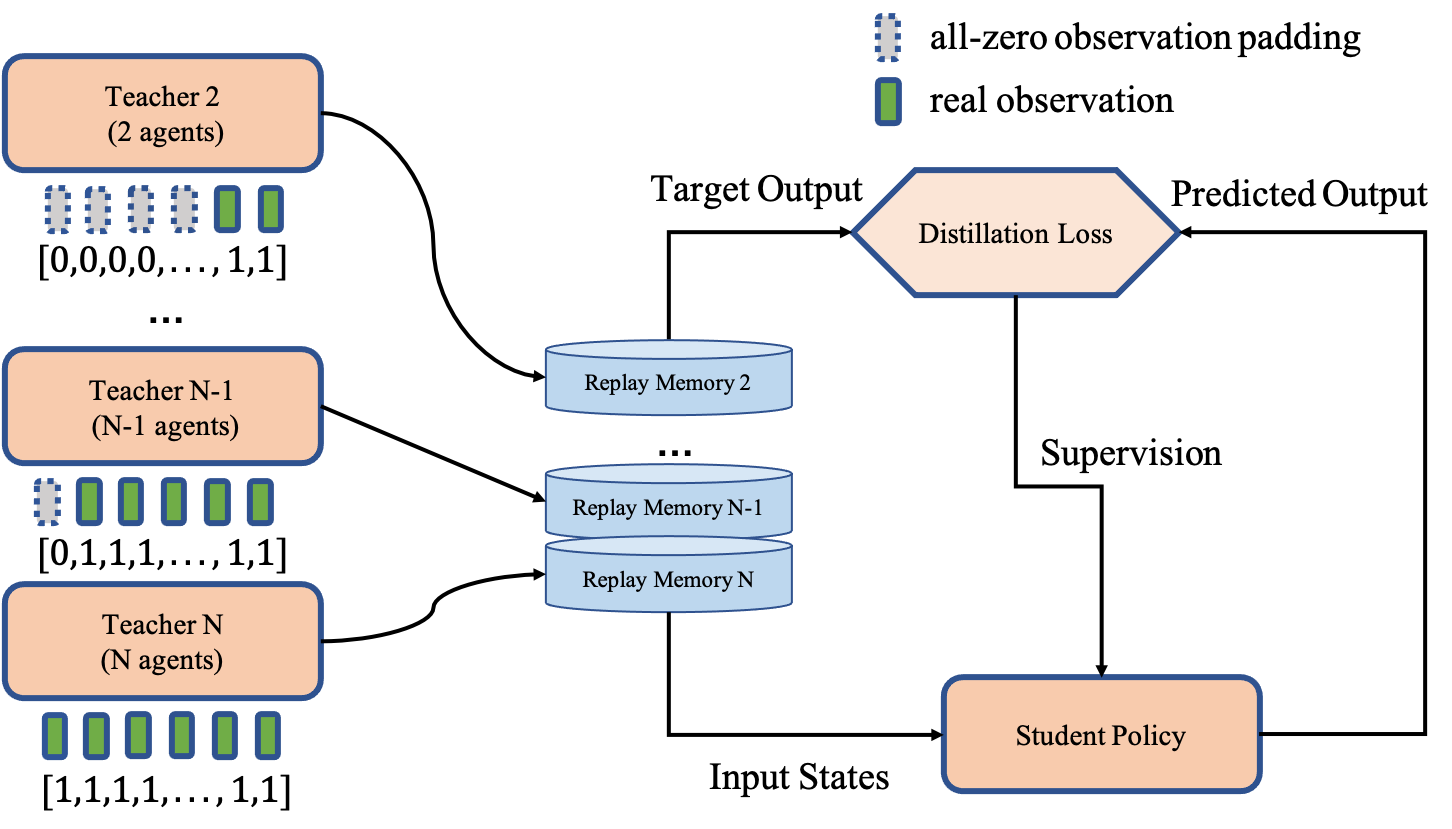 all-zero observation padding
real observation
Teacher 2
(2 agents)
[0,0,0,0,..., 1,1]
...
Teacher N-1
(N-1 agents)
[0,1,1,1,..., 1,1]
Teacher N
(N agents)
[1,1,1,1,..., 1,1]
Replay Memory 2
...
Replay Memory N-1
Replay Memory N
Target Output
Distillation Loss
Predicted Output
Supervision
Input States
Student Policy